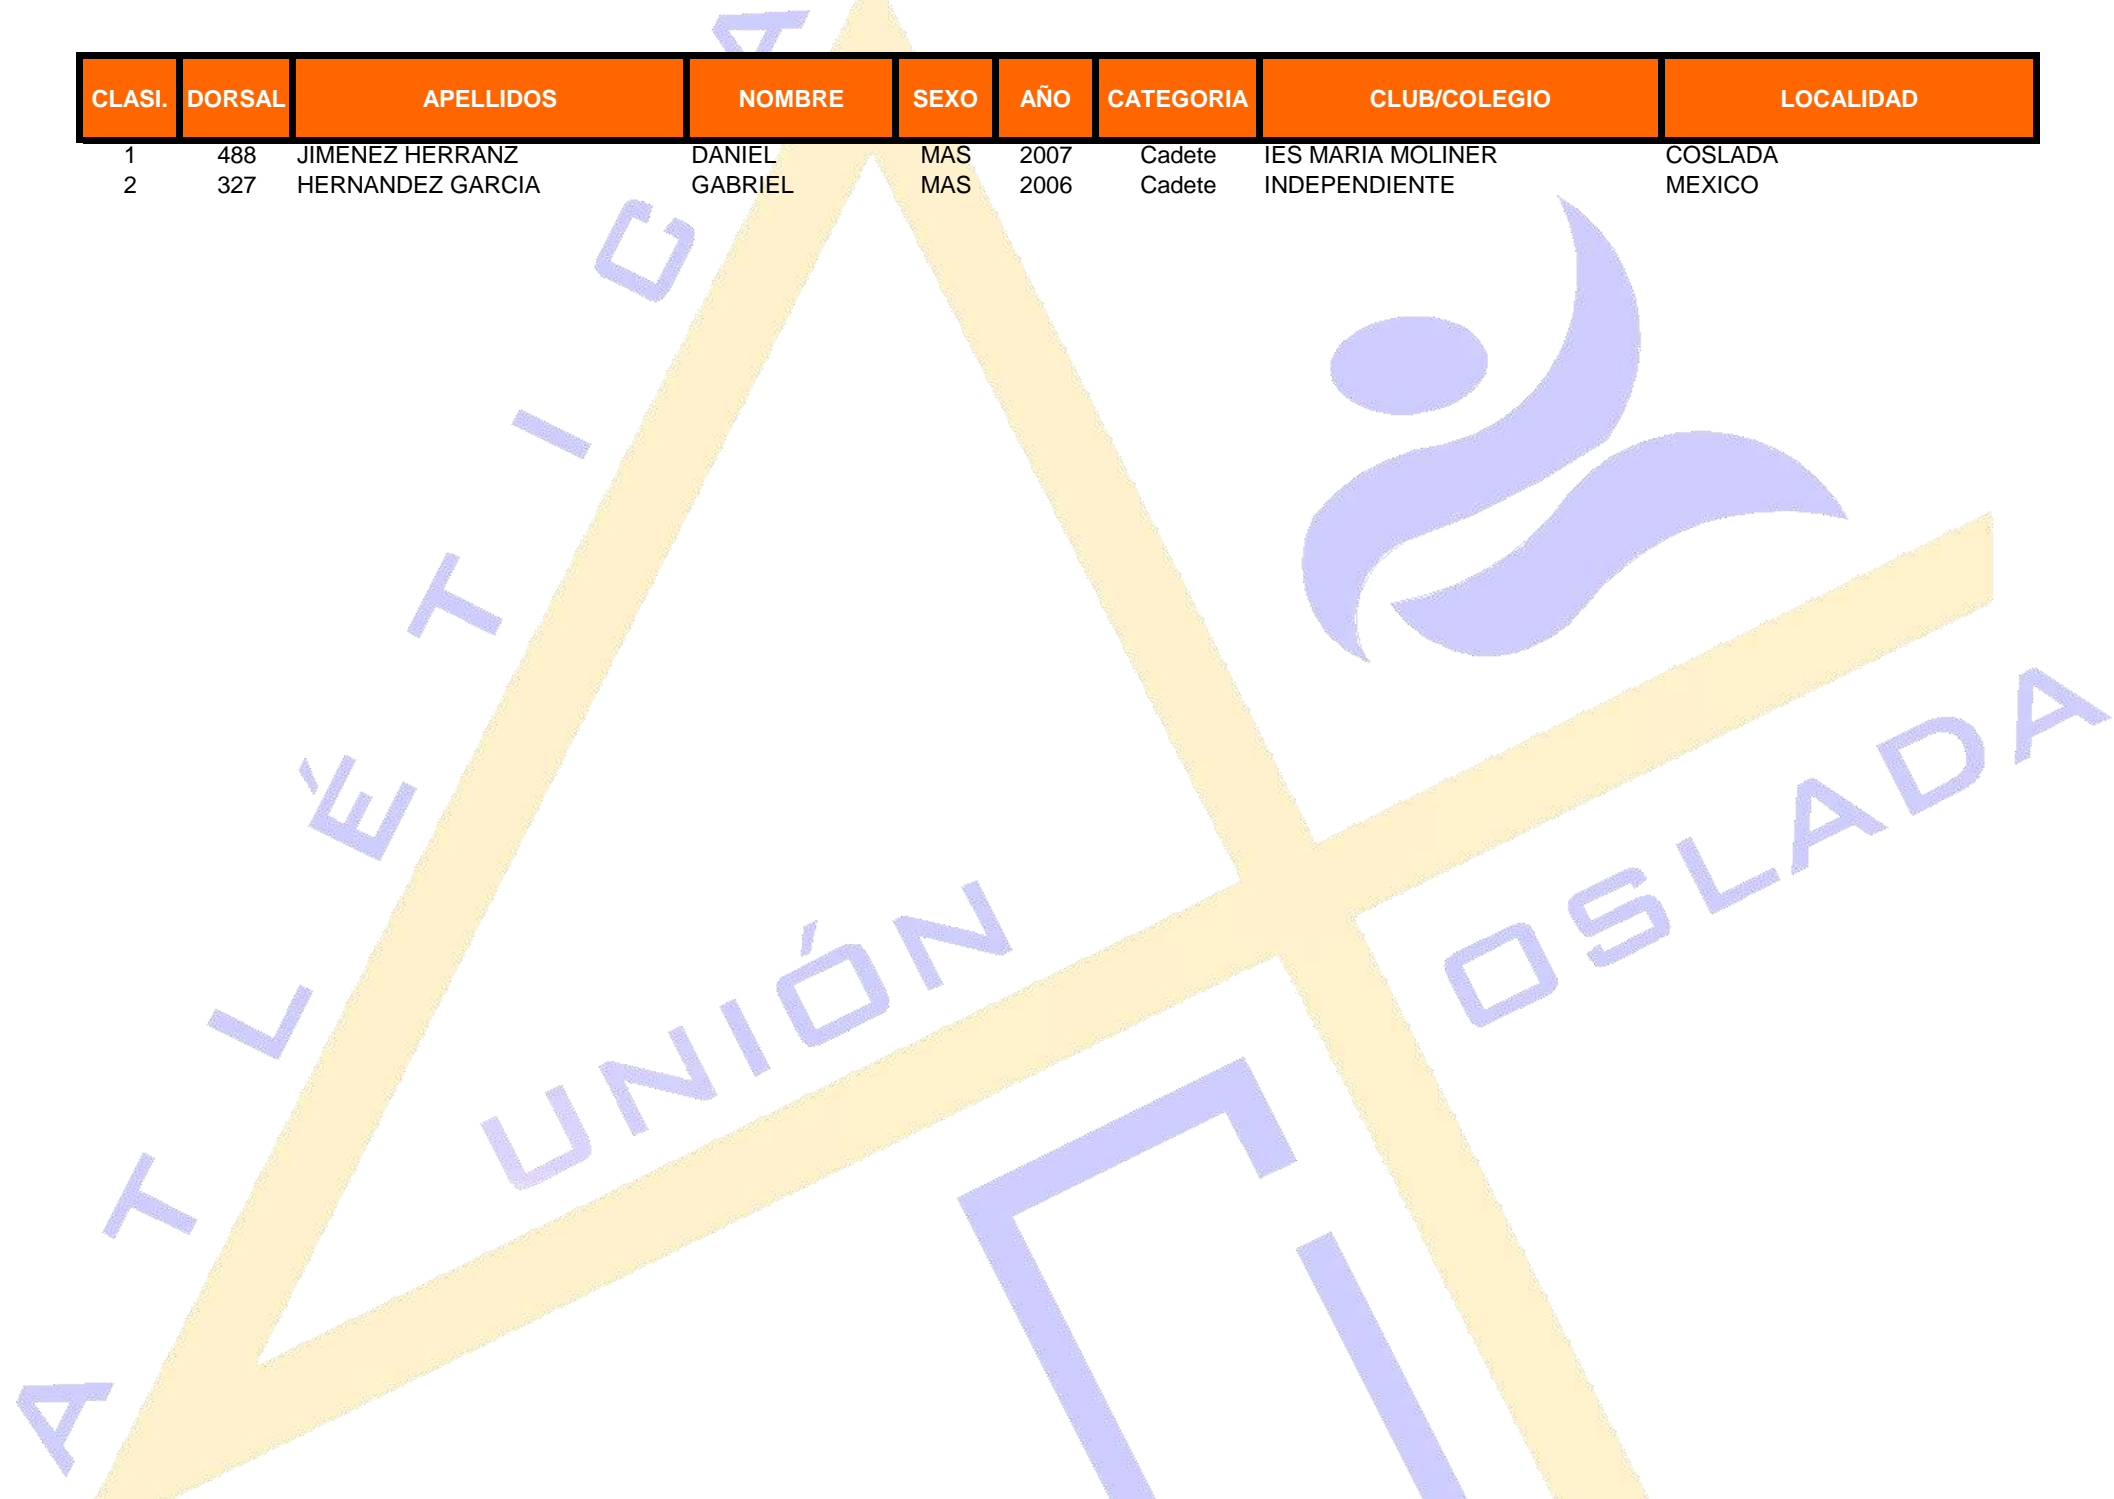 CLASI. DORSAL APELLIDOS NOMBRE SEXO AÑO CATEGORIA CLUB/COLEGIO LOCALIDAD
1 488 JIMENEZ HERRANZ DANIEL MAS 2007 Cadete IES MARIA MOLINER COSLADA
2 327 HERNANDEZ GARCIA GABRIEL MAS 2006 Cadete INDEPENDIENTE MEXICO
ATLÉTICA
UNIÓN
OSLADA